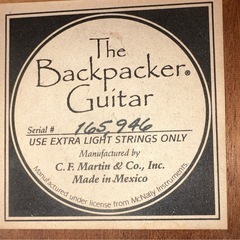 The
Backpacker®
Guitar
Serial # 165,946
USE EXTRA LIGHT STRINGS ONLY
Manufactured by
C. F. Martin & Co., Inc.
Made in Mexico
Manufactured under license from McNally Instruments